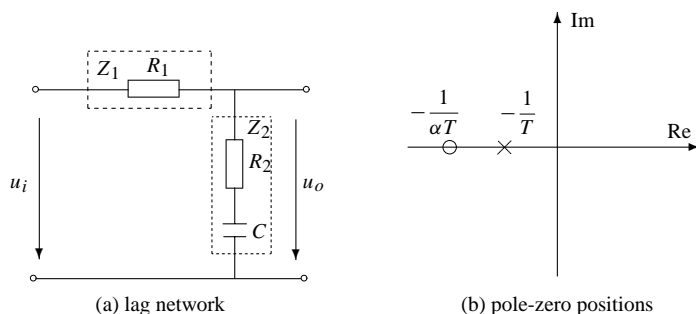 Z1 R1
Z2
R2
C
ui
uo
(a) lag network
Im
Re
−1/αT
−1/T
(b) pole-zero positions